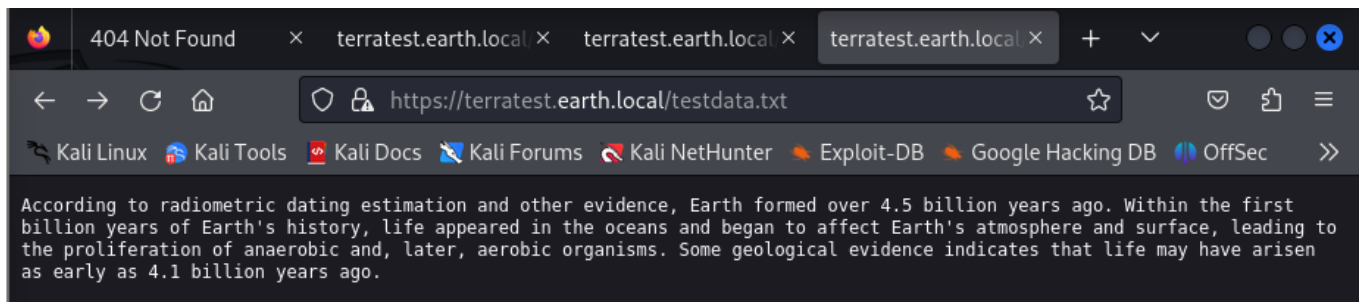 404 Not Found × terratest.earth.local/ × terratest.earth.local/ × terratest.earth.local/ × +
https://terratest.earth.local/testdata.txt
Kali Linux Kali Tools Kali Docs Kali Forums Kali NetHunter Exploit-DB Google Hacking DB OffSec >>
According to radiometric dating estimation and other evidence, Earth formed over 4.5 billion years ago. Within the first
billion years of Earth's history, life appeared in the oceans and began to affect Earth's atmosphere and surface, leading to
the proliferation of anaerobic and, later, aerobic organisms. Some geological evidence indicates that life may have arisen
as early as 4.1 billion years ago.